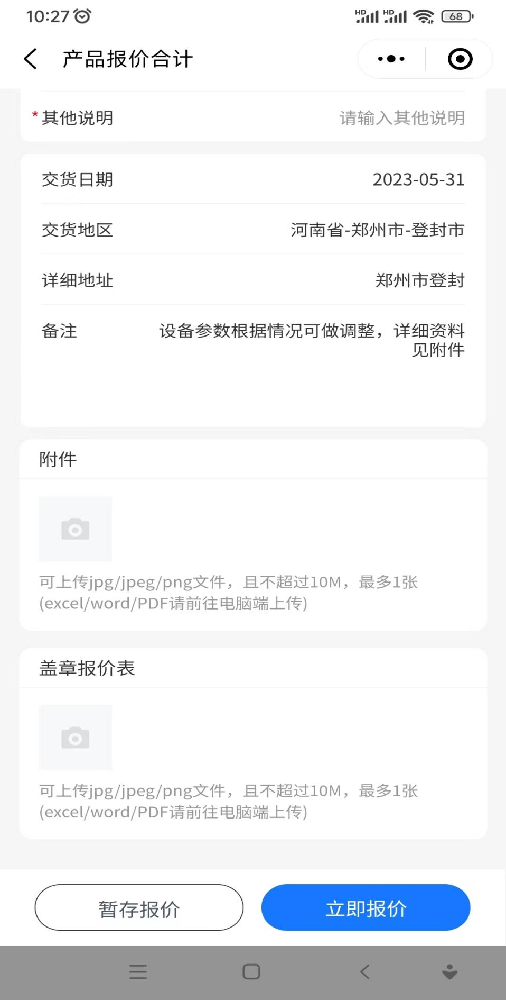 10:27
HD HD 68
产品报价合计
*其他说明 请输入其他说明
交货日期 2023-05-31
交货地区 河南省-郑州市-登封市
详细地址 郑州市登封
备注 设备参数根据情况可做调整，详细资料
见附件
附件
可上传jpg/jpeg/png文件，且不超过10M，最多1张
(excel/word/PDF请前往电脑端上传)
盖章报价表
可上传jpg/jpeg/png文件，且不超过10M，最多1张
(excel/word/PDF请前往电脑端上传)
暂存报价 立即报价